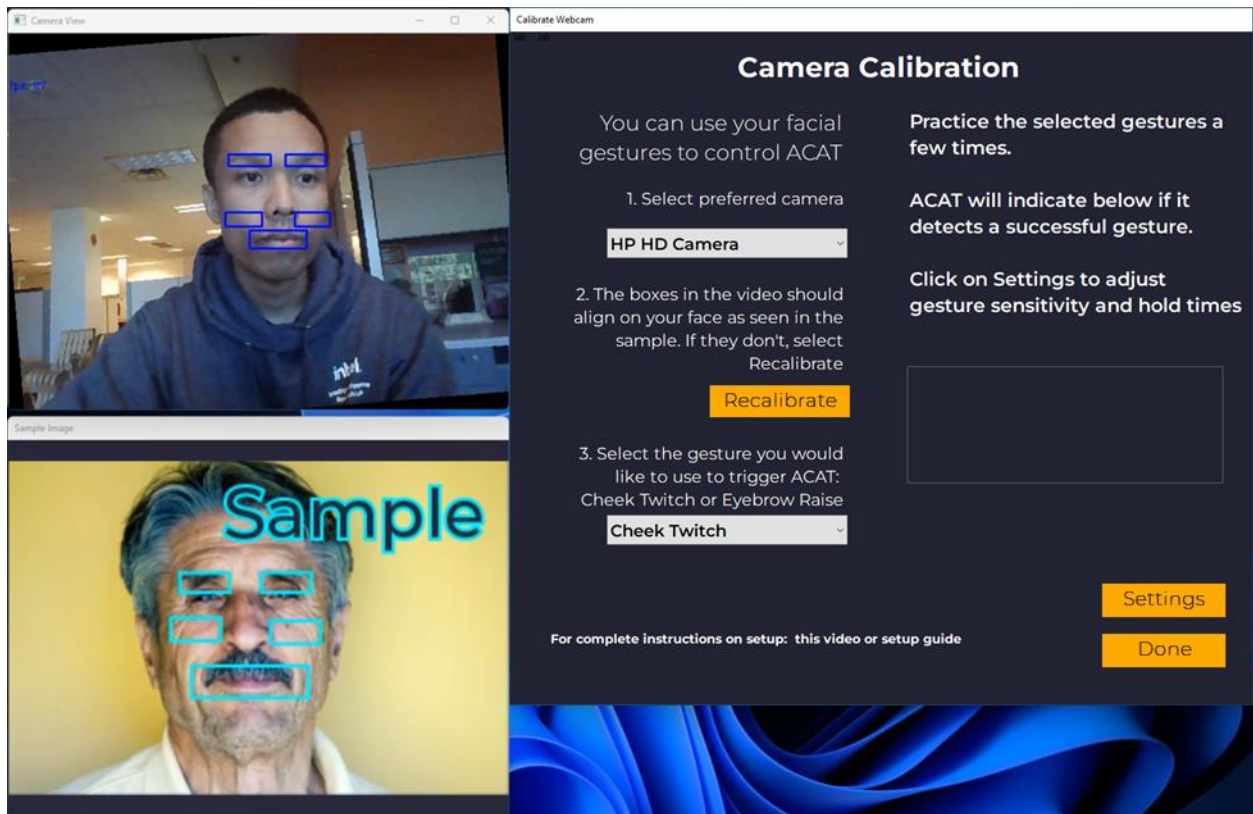 Camera View
intel
Sample Image
Sample
Calibrate Webcam
Camera Calibration
You can use your facial
gestures to control ACAT
1. Select preferred camera
HP HD Camera
2. The boxes in the video should
align on your face as seen in the
sample. If they don't, select
Recalibrate
Recalibrate
3. Select the gesture you would
like to use to trigger ACAT:
Cheek Twitch or Eyebrow Raise
Cheek Twitch
For complete instructions on setup: this video or setup guide
Practice the selected gestures a
few times.
ACAT will indicate below if it
detects a successful gesture.
Click on Settings to adjust
gesture sensitivity and hold times
Settings
Done